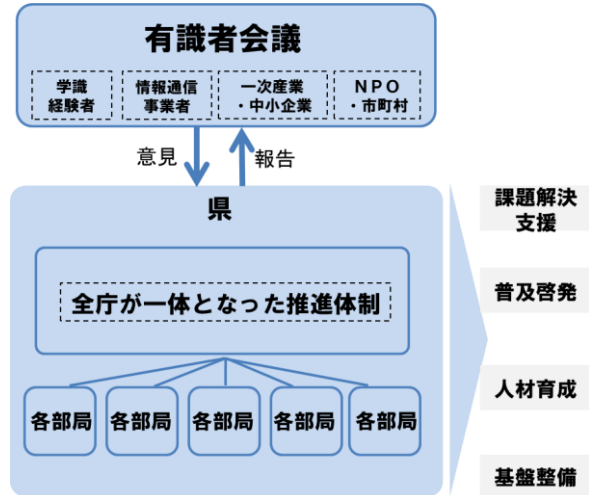 有識者会議
学識
経験者
情報通信
事業者
一次産業
・中小企業
ＮＰＯ
・市町村
意見
報告
県
全庁が一体となった推進体制
各部局
各部局
各部局
各部局
各部局
課題解決
支援
普及啓発
人材育成
基盤整備